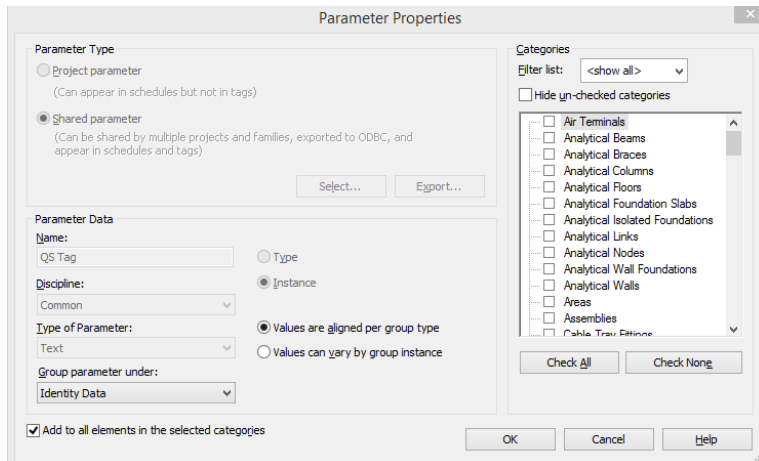 Parameter Properties
Parameter Type
Project parameter
(Can appear in schedules but not in tags)
Shared parameter
(Can be shared by multiple projects and families, exported to ODBC, and
appear in schedules and tags)
Select...
Export...
Parameter Data
Name:
QS Tag
Type
Discipline:
Instance
Common
Type of Parameter:
Values are aligned per group type
Text
Values can vary by group instance
Group parameter under:
Identity Data
Add to all elements in the selected categories
Categories
Filter list:
<show all>
Hide un-checked categories
Air Terminals
Analytical Beams
Analytical Braces
Analytical Columns
Analytical Floors
Analytical Foundation Slabs
Analytical Isolated Foundations
Analytical Links
Analytical Nodes
Analytical Wall Foundations
Analytical Walls
Areas
Assemblies
Cable Tray Fittings
Check All
Check None
OK
Cancel
Help